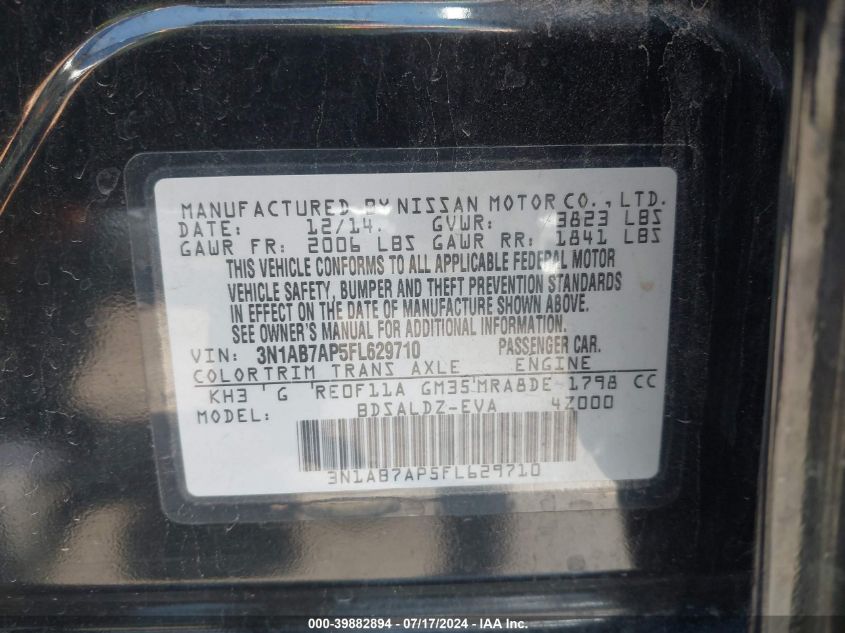 MANUFACTURED BY NISSAN MOTOR CO., LTD.
DATE: 12/14. GVWR: 3823 LBS
GAWR FR: 2006 LBS GAWR RR: 1841 LBS
THIS VEHICLE CONFORMS TO ALL APPLICABLE FEDERAL MOTOR
VEHICLE SAFETY, BUMPER AND THEFT PREVENTION STANDARDS
IN EFFECT ON THE DATE OF MANUFACTURE SHOWN ABOVE.
SEE OWNER'S MANUAL FOR ADDITIONAL INFORMATION.
VIN: 3N1AB7AP5FL629710 PASSENGER CAR.
COLOR TRIM TRANS AXLE ENGINE
KH3 G RE0F11A GM35 MRA8DE-1798 CC
MODEL: BDSALDZ-EVA 4Z000
3N1AB7AP5FL629710
000-39882894 / 07/17/2024 - IAA Inc.